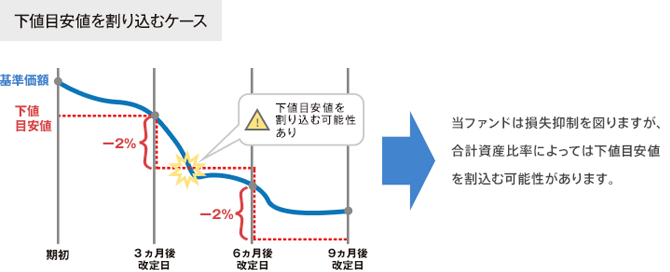 下値目安値を割り込むケース
基準価額
下値
目安値
下値目安値を
割り込む可能性
あり
−2%
−2%
期初
3ヵ月後
改定日
6ヵ月後
改定日
9ヵ月後
改定日
当ファンドは損失抑制を図りますが、
合計資産比率によっては下値目安値
を割込む可能性があります。